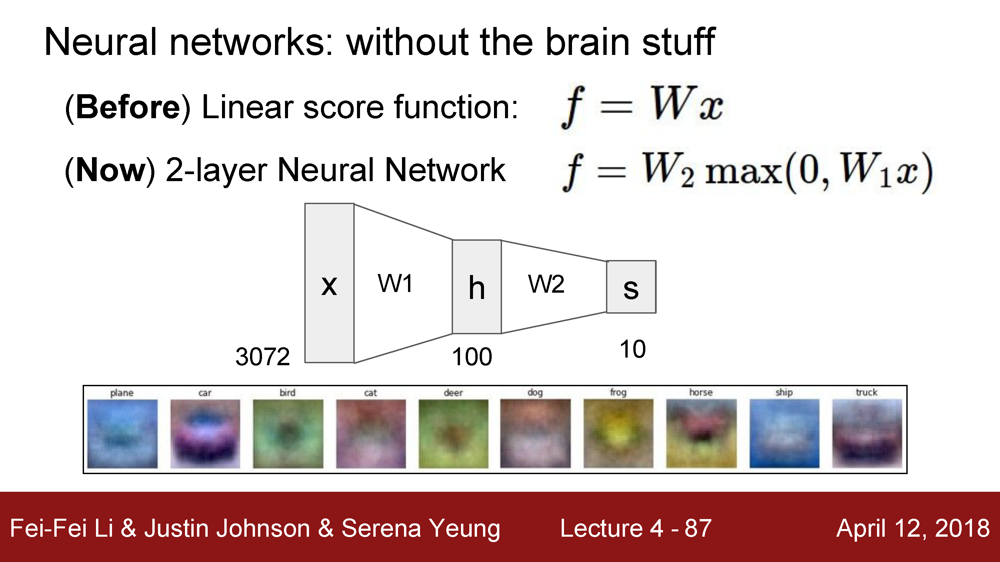 Neural networks: without the brain stuff
(Before) Linear score function: f = Wx
(Now) 2-layer Neural Network f = W₂ max(0, W₁x)
x W1 h W2 s
3072 100 10
plane car bird cat deer dog frog horse ship truck
Fei-Fei Li & Justin Johnson & Serena Yeung Lecture 4 - 87 April 12, 2018